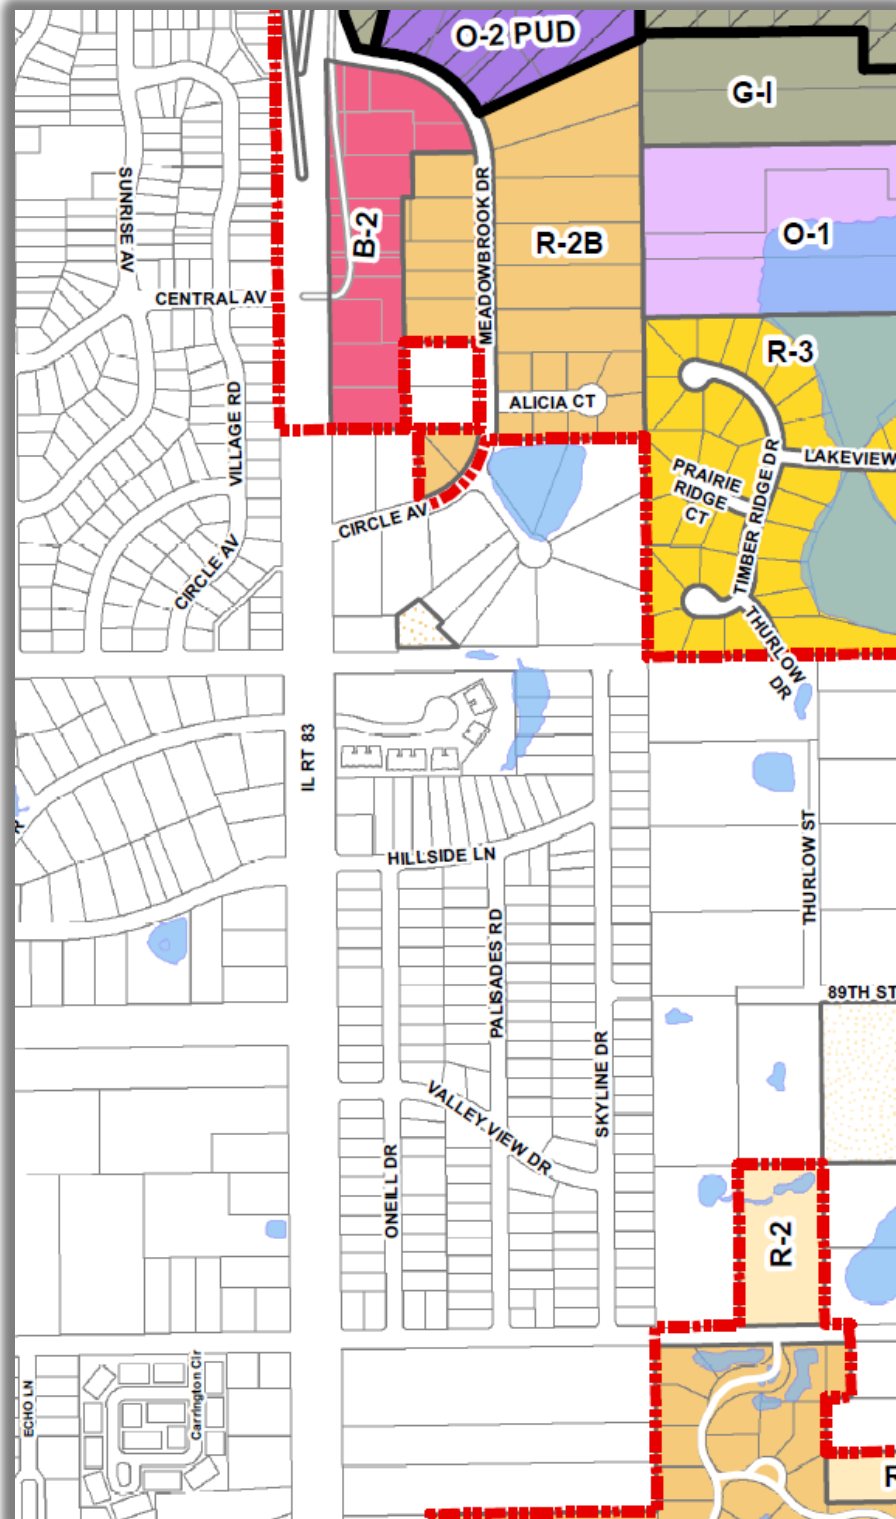 O-2 PUD
G-I
SUNRISE AV
B-2
MEADOWBROOK DR
R-2B
O-1
CENTRAL AV
R-3
VILLAGE RD
ALICIA CT
LAKEVIEW
PRAIRIE
RIDGE
CT
TIMBER RIDGE DR
CIRCLE AV
CIRCLE AV
THURLOW
DR
IL RT 83
HILLSIDE LN
THURLOW ST
PALISADES RD
89TH ST
SKYLINE DR
VALLEY VIEW DR
ONEILL DR
R-2
ECHO LN
Carrington Cir